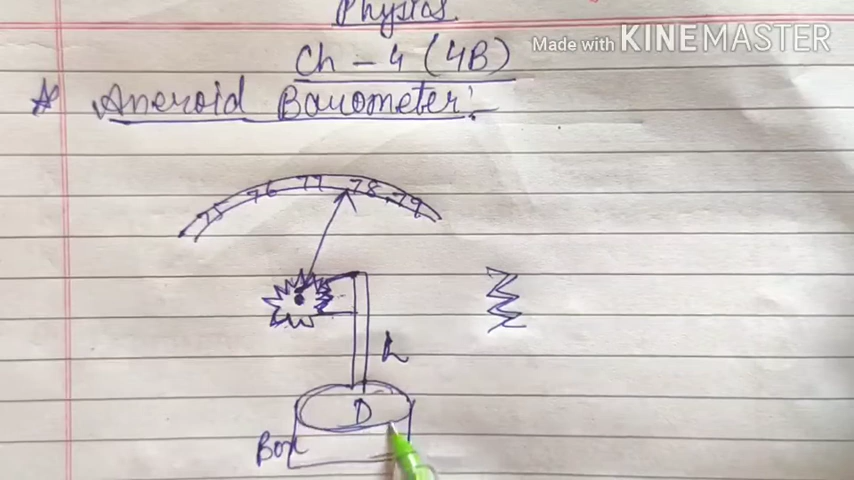 Physics
Ch - 4 (4B)
Made with KINEMASTER
Aneroid Barometer :-
75 76 77 78 79
L
D
Box